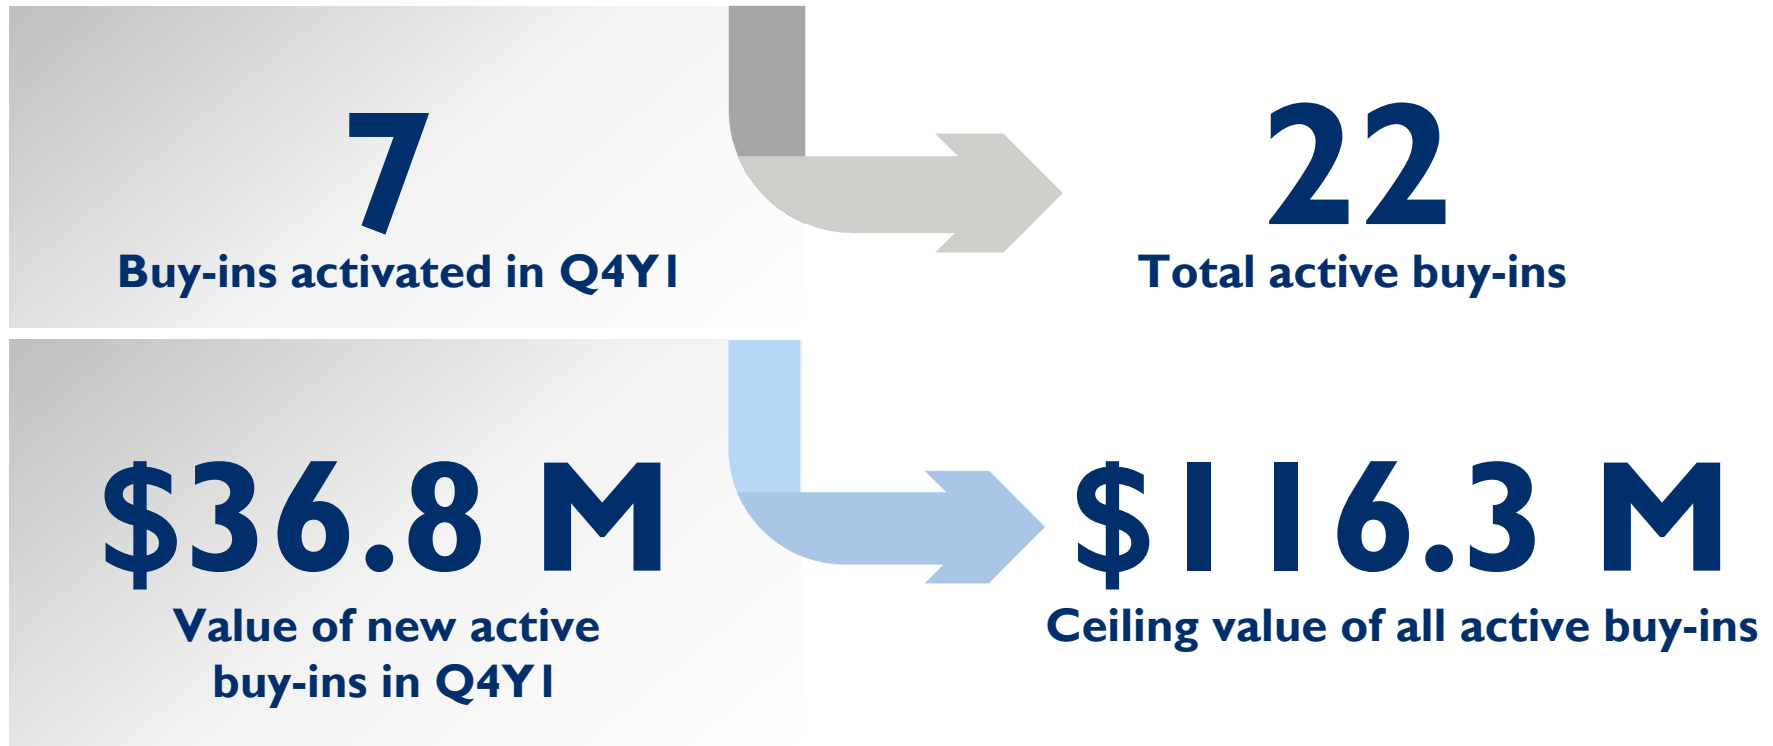 7
Buy-ins activated in Q4Y1
22
Total active buy-ins
$36.8 M
Value of new active
buy-ins in Q4Y1
$116.3 M
Ceiling value of all active buy-ins